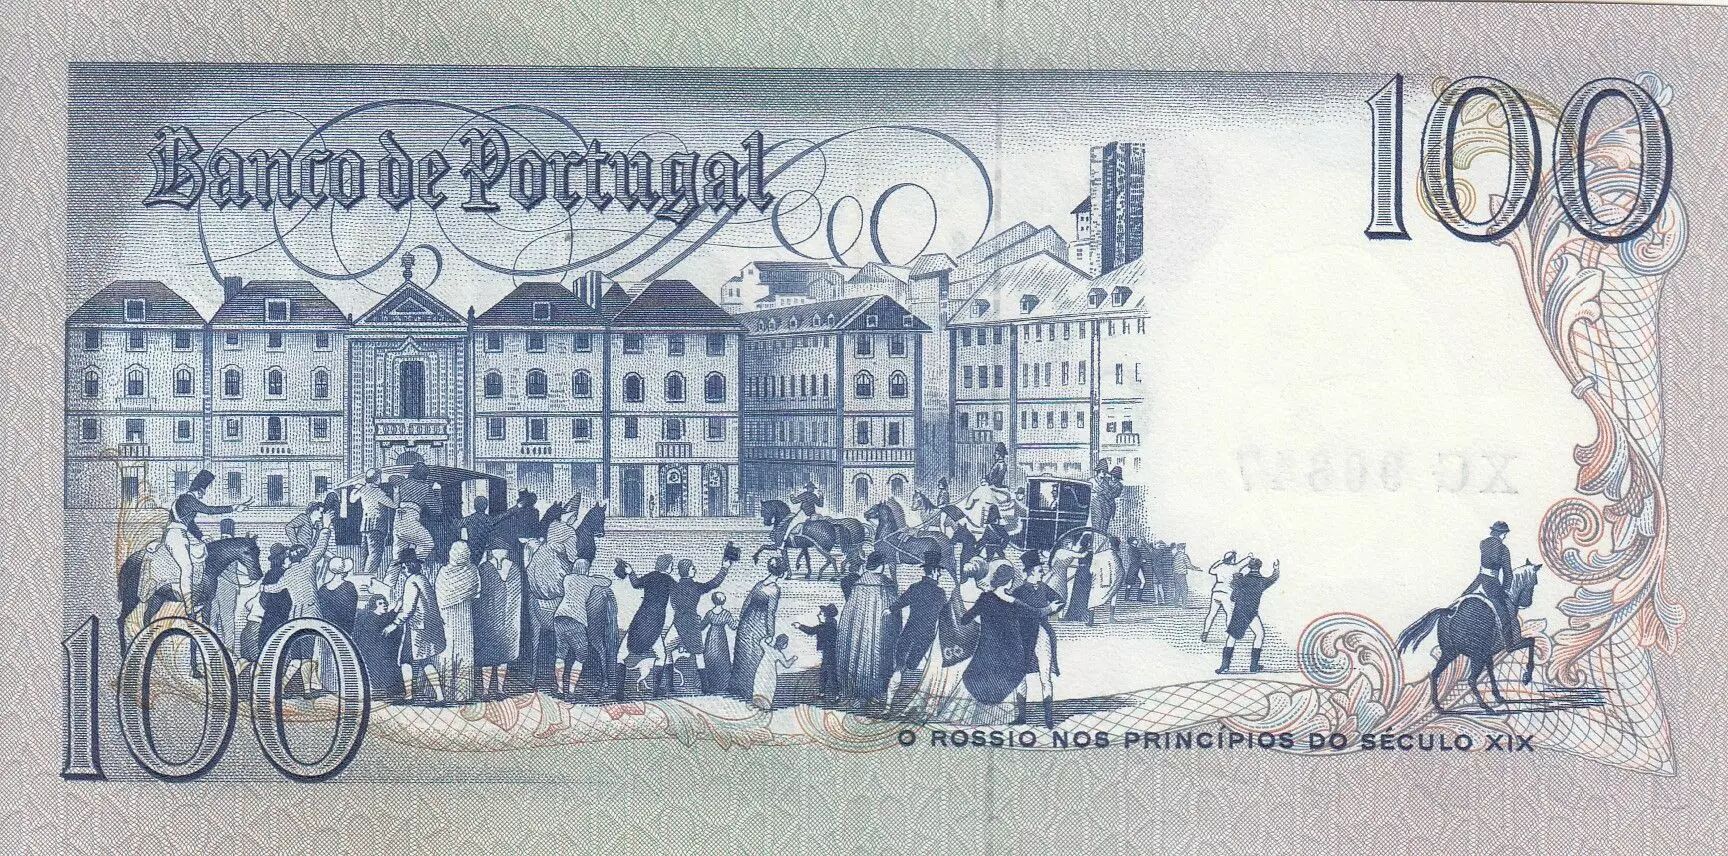 Banco de Portugal
100
100
O ROSSIO NOS PRINCÍPIOS DO SÉCULO XIX